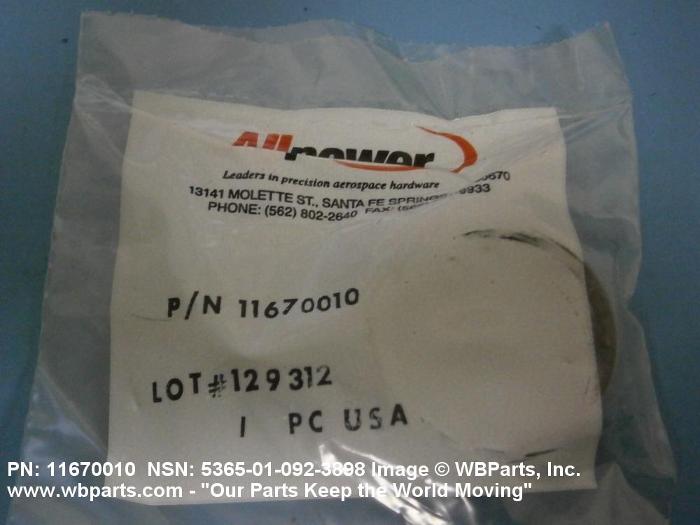 Allpower
Leaders in precision aerospace hardware
13141 MOLETTE ST., SANTA FE SPRINGS
PHONE: (562) 802-2640 FAX:
P/N 11670010
LOT#129312
1 PC USA
PN: 11670010 NSN: 5365-01-092-3898 Image © WBParts, Inc.
www.wbparts.com - "Our Parts Keep the World Moving"